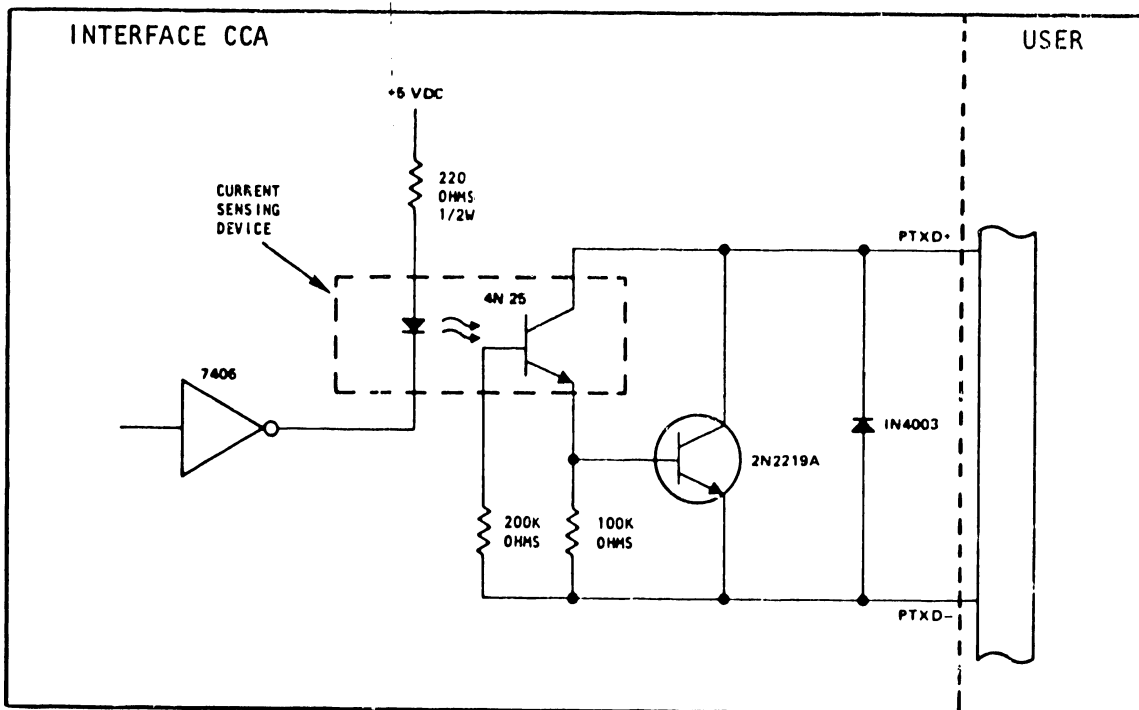 INTERFACE CCA
USER
+5 VDC
220
OHMS
1/2W
CURRENT
SENSING
DEVICE
PTXD+
4N 25
7406
IN4003
2N2219A
200K
OHMS
100K
OHMS
PTXD−